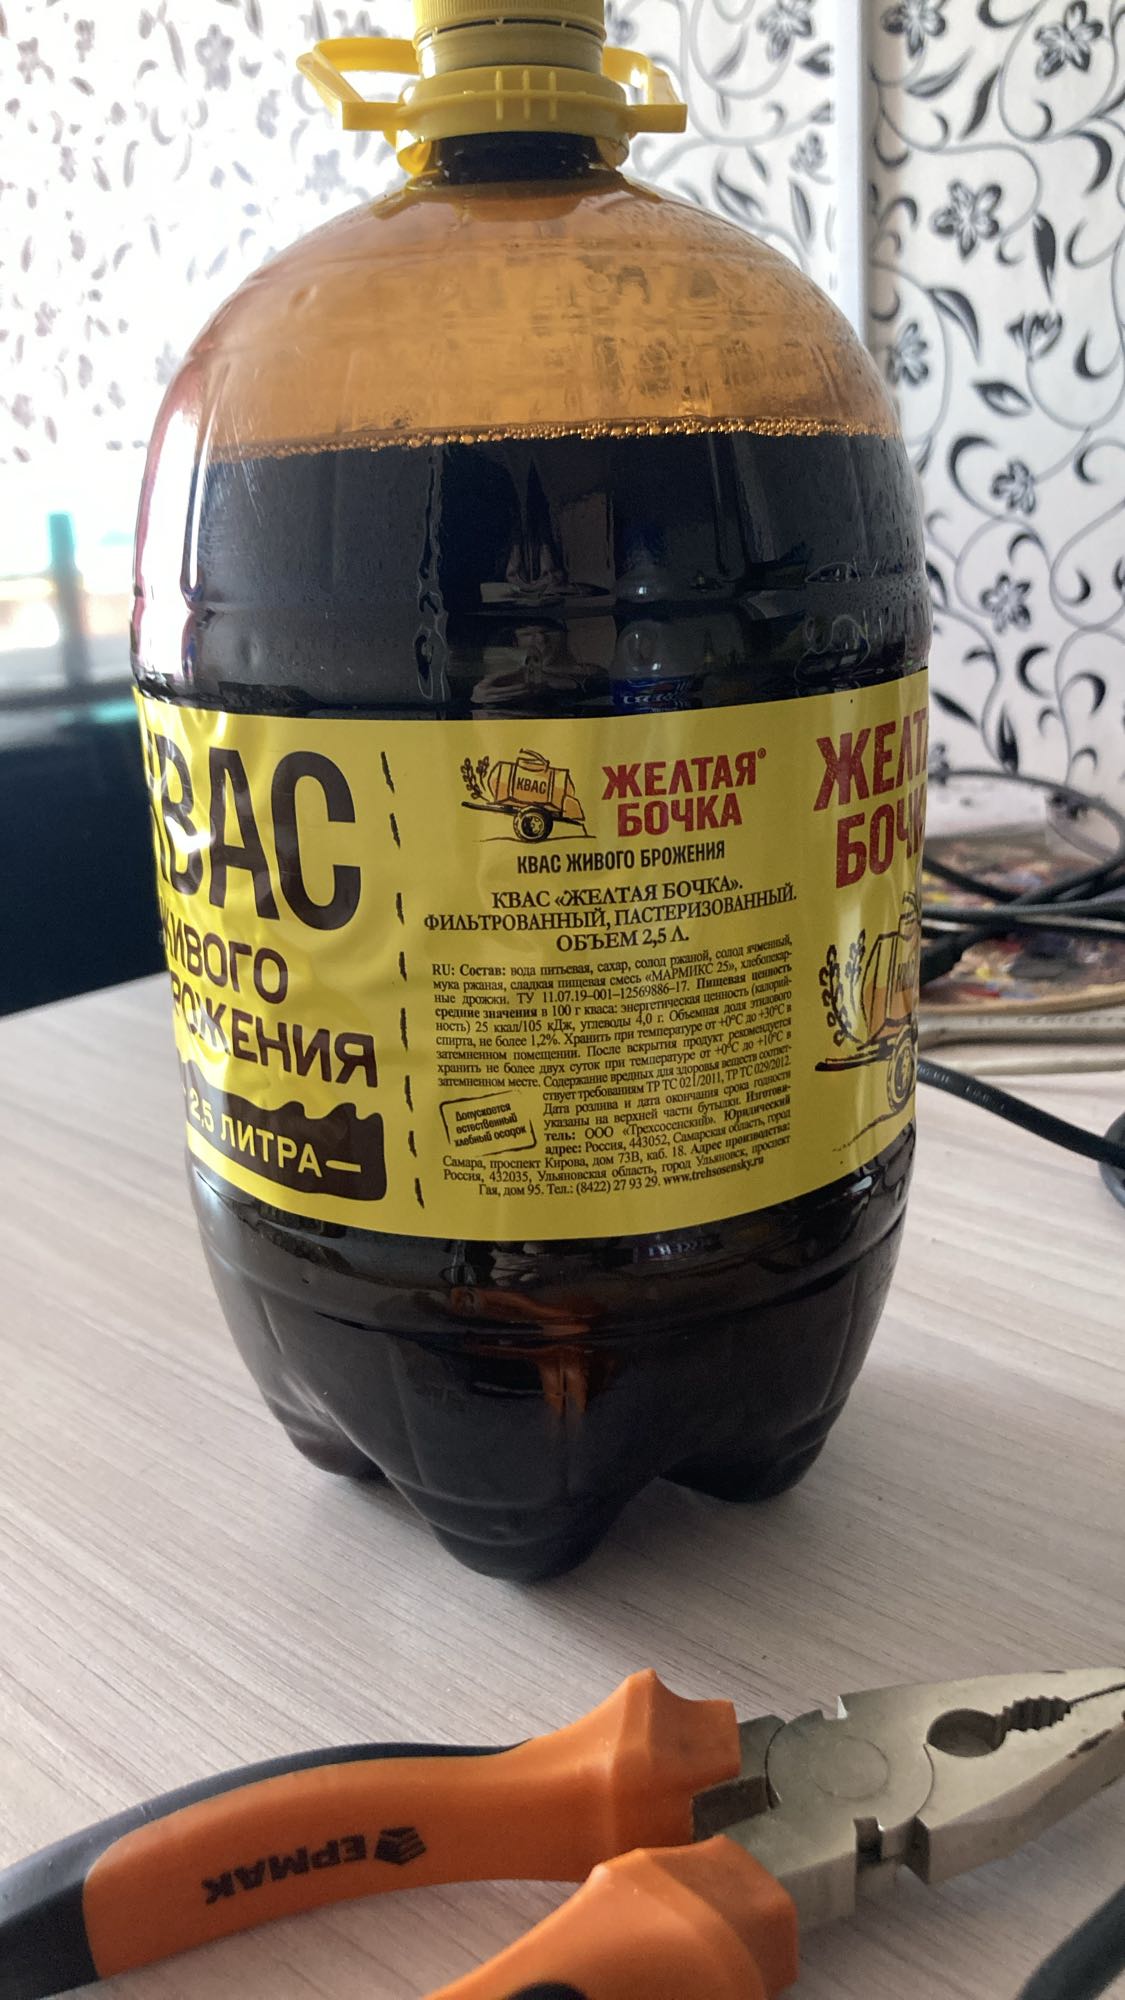 КВАС
ЖИВОГО
БРОЖЕНИЯ
2,5 ЛИТРА
КВАС
ЖЕЛТАЯ®
БОЧКА
КВАС ЖИВОГО БРОЖЕНИЯ
КВАС «ЖЕЛТАЯ БОЧКА».
ФИЛЬТРОВАННЫЙ, ПАСТЕРИЗОВАННЫЙ.
ОБЪЕМ 2,5 Л.
RU: Состав: вода питьевая, сахар, солод ржаной, солод ячменный,
мука ржаная, сладкая пищевая смесь «МАРМИКС 25», хлебопекар-
ные дрожжи. ТУ 11.07.19–001–12569886–17. Пищевая ценность
средние значения в 100 г кваса: энергетическая ценность (калорий-
ность) 25 ккал/105 кДж, углеводы 4,0 г. Объемная доля этилового
спирта, не более 1,2%. Хранить при температуре от +0°C до +30°C в
затемненном помещении. После вскрытия продукт рекомендуется
хранить не более двух суток при температуре от +0°C до +10°C в
затемненном месте. Содержание вредных для здоровья веществ соответ-
ствует требованиям ТР ТС 021/2011, ТР ТС 029/2012.
Дата розлива и дата окончания срока годности
указаны на верхней части бутылки. Изготови-
тель: ООО «Трехсосенский». Юридический
адрес: Россия, 443052, Самарская область, город
Самара, проспект Кирова, дом 73В, каб. 18. Адрес производства:
Россия, 432035, Ульяновская область, город Ульяновск, проспект
Гая, дом 95. Тел.: (8422) 27 93 29. www.trehsosensky.ru
Допускается
естественный
хлебный осадок
ЖЕЛТ
БОЧК
КВА
ЕРМАК